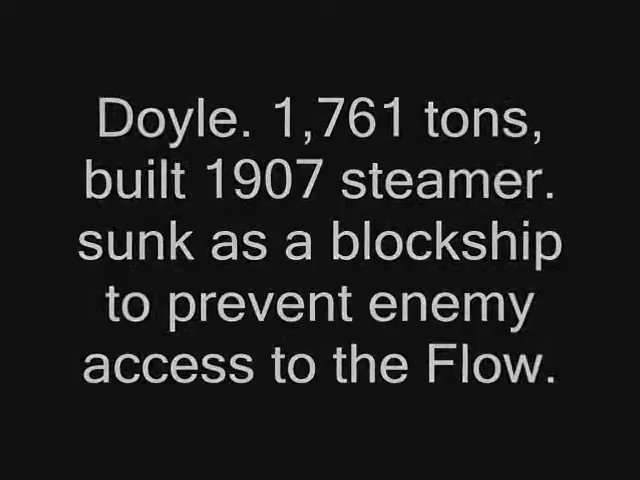 Doyle. 1,761 tons,
built 1907 steamer.
sunk as a blockship
to prevent enemy
access to the Flow.